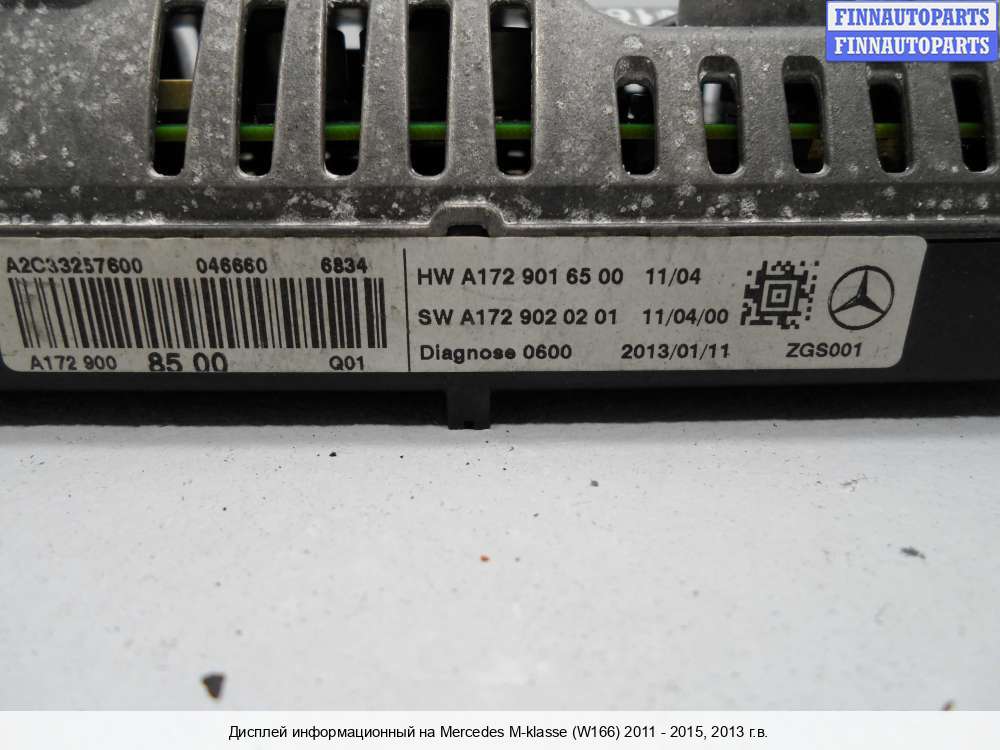 FINNAUTOPARTS
FINNAUTOPARTS
A2C33257600 046660 6834
A172 900 85 00 Q01
HW A172 901 65 00 11/04
SW A172 902 02 01 11/04/00
Diagnose 0600 2013/01/11 ZGS001
Дисплей информационный на Mercedes M-klasse (W166) 2011 - 2015, 2013 г.в.